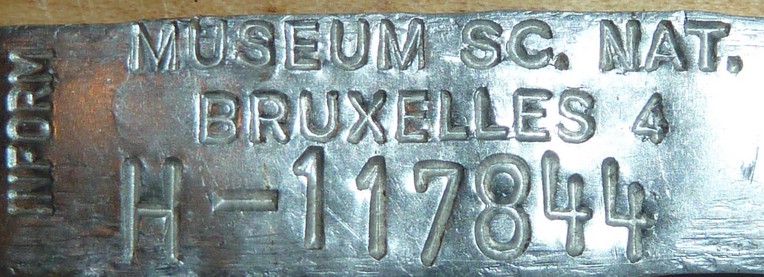 INFORM
MUSEUM SC. NAT.
BRUXELLES 4
H-117844